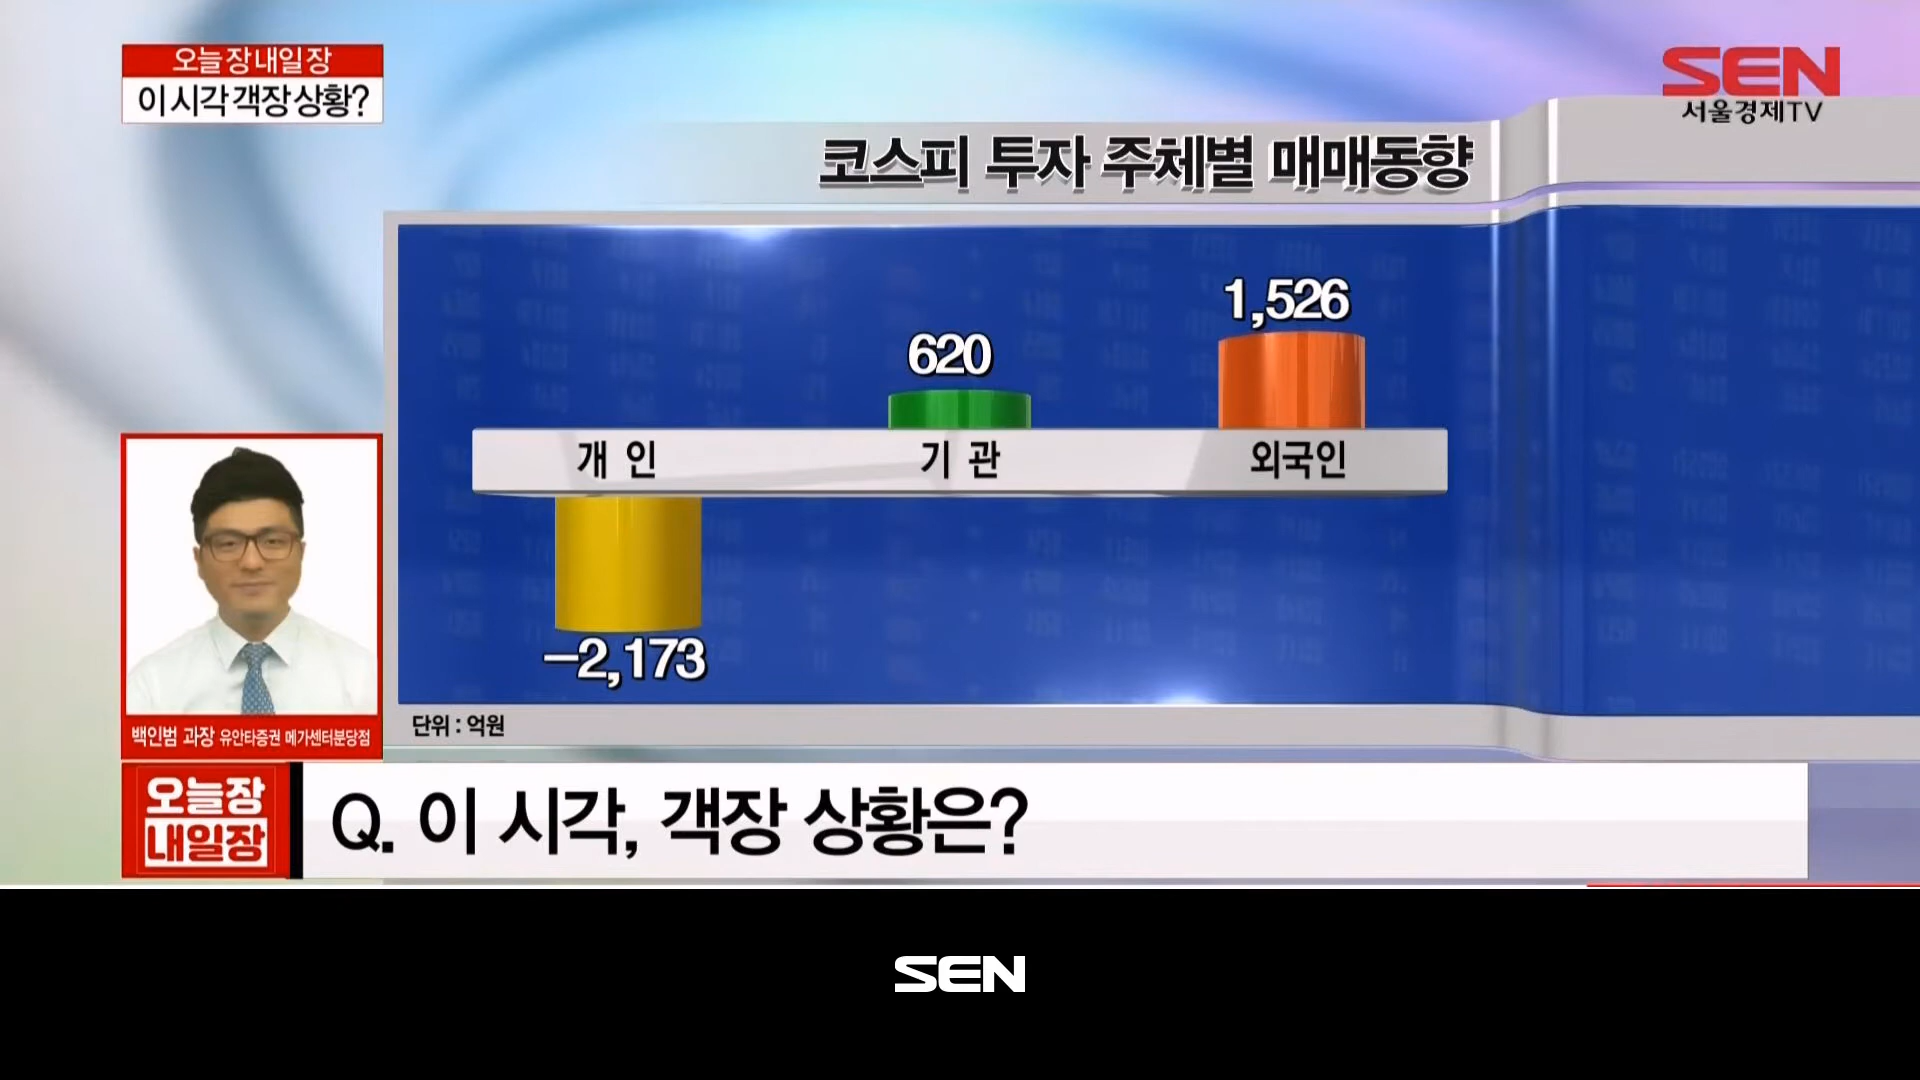 오늘장내일장
이 시각 객장 상황?
SEN
서울경제TV
코스피 투자 주체별 매매동향
1,526
620
개 인 기 관 외국인
-2,173
단위 : 억원
백인범 과장 유안타증권 메가센터분당점
오늘장
내일장
Q. 이 시각, 객장 상황은?
SEN